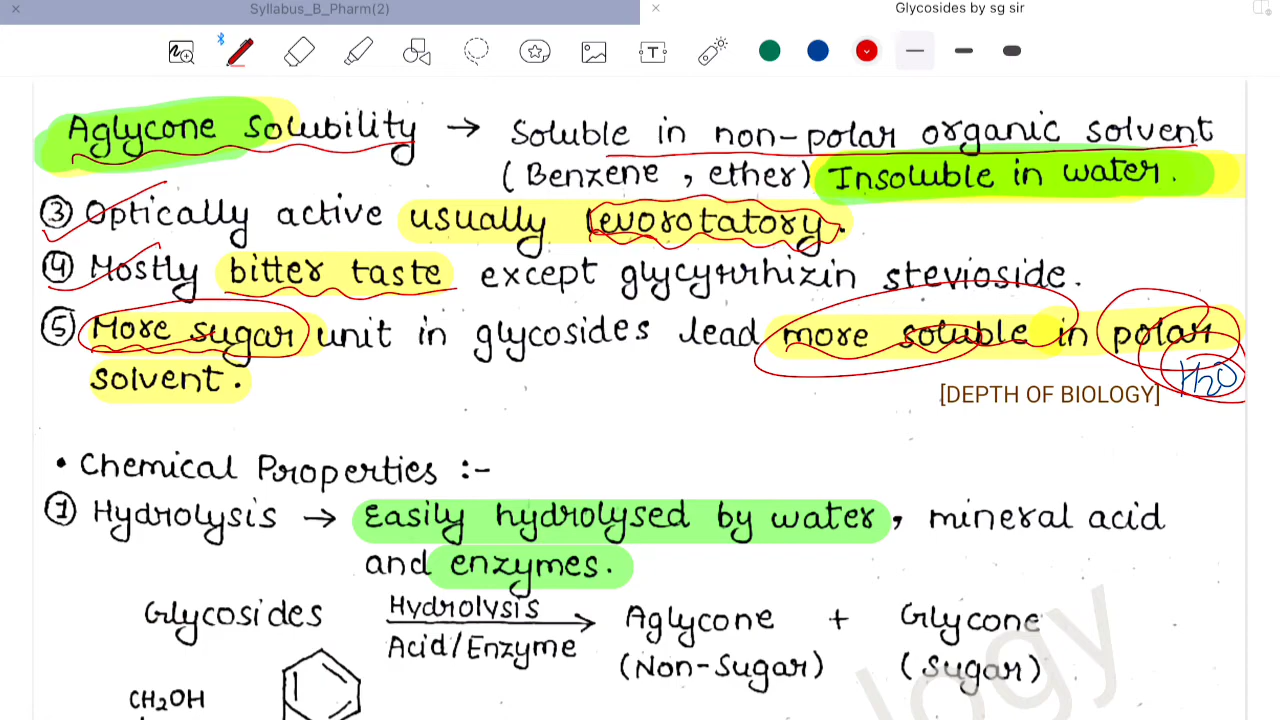 Syllabus_B_Pharm(2)
Glycosides by sg sir
Aglycone Solubility → Soluble in non-polar organic solvent
(Benzene , ether) Insoluble in water.
③ Optically active usually levorotatory.
④ Mostly bitter taste except glycyrrhizin stevioside.
⑤ More sugar unit in glycosides lead more soluble in polar
H2O
solvent.
[DEPTH OF BIOLOGY]
• Chemical Properties :-
① Hydrolysis → Easily hydrolysed by water, mineral acid
and enzymes.
Glycosides Hydrolysis Aglycone + Glycone
Acid/Enzyme (Non-Sugar) (Sugar)
CH2OH
logy